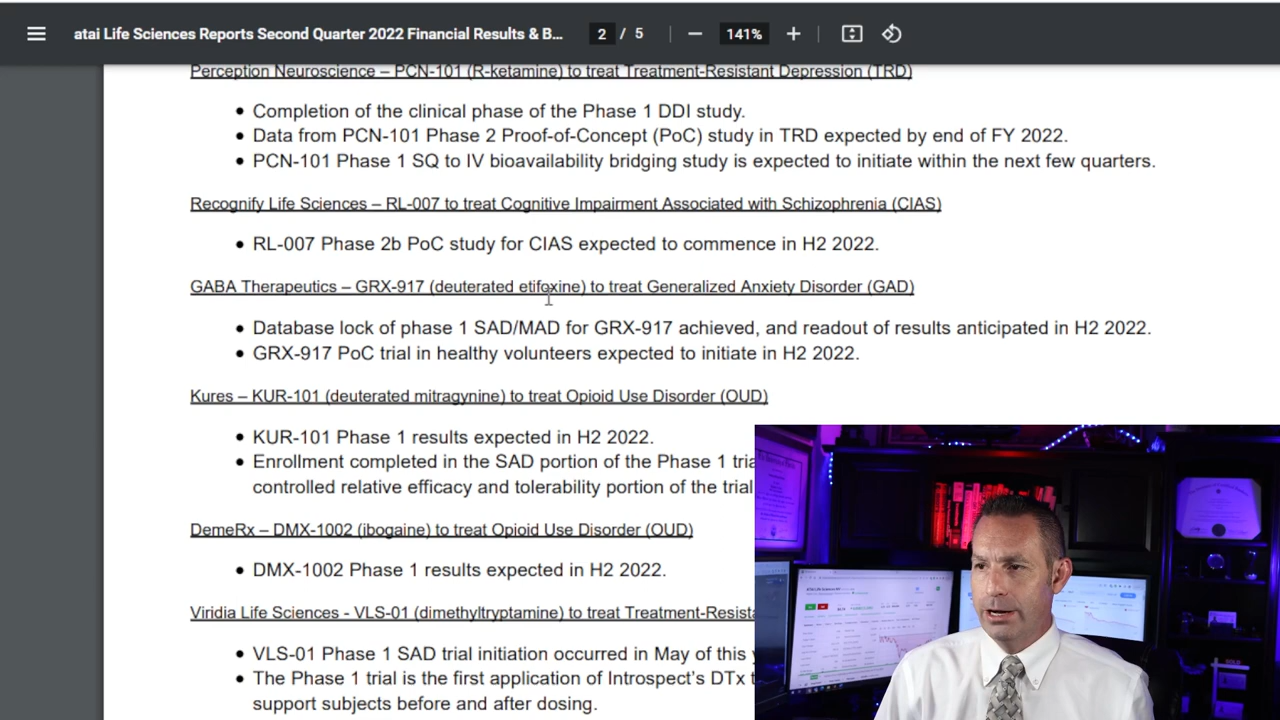 atai Life Sciences Reports Second Quarter 2022 Financial Results & B...
2 / 5
141%
Perception Neuroscience – PCN-101 (R-ketamine) to treat Treatment-Resistant Depression (TRD)
• Completion of the clinical phase of the Phase 1 DDI study.
• Data from PCN-101 Phase 2 Proof-of-Concept (PoC) study in TRD expected by end of FY 2022.
• PCN-101 Phase 1 SQ to IV bioavailability bridging study is expected to initiate within the next few quarters.
Recognify Life Sciences – RL-007 to treat Cognitive Impairment Associated with Schizophrenia (CIAS)
• RL-007 Phase 2b PoC study for CIAS expected to commence in H2 2022.
GABA Therapeutics – GRX-917 (deuterated etifoxine) to treat Generalized Anxiety Disorder (GAD)
• Database lock of phase 1 SAD/MAD for GRX-917 achieved, and readout of results anticipated in H2 2022.
• GRX-917 PoC trial in healthy volunteers expected to initiate in H2 2022.
Kures – KUR-101 (deuterated mitragynine) to treat Opioid Use Disorder (OUD)
• KUR-101 Phase 1 results expected in H2 2022.
• Enrollment completed in the SAD portion of the Phase 1 tria
controlled relative efficacy and tolerability portion of the trial
DemeRx – DMX-1002 (ibogaine) to treat Opioid Use Disorder (OUD)
• DMX-1002 Phase 1 results expected in H2 2022.
Viridia Life Sciences - VLS-01 (dimethyltryptamine) to treat Treatment-Resista
• VLS-01 Phase 1 SAD trial initiation occurred in May of this
• The Phase 1 trial is the first application of Introspect's DTx
support subjects before and after dosing.